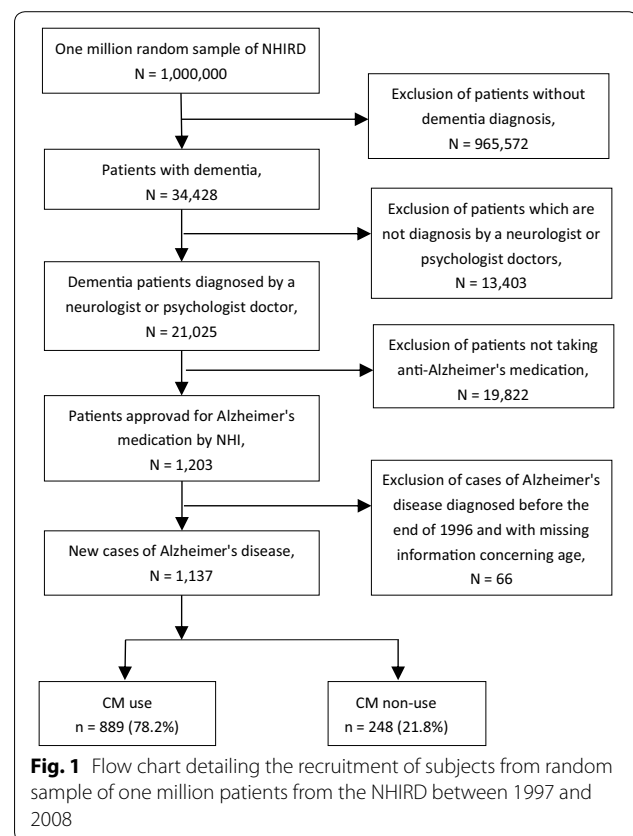 One million random sample of NHIRD
N = 1,000,000
Exclusion of patients without
dementia diagnosis,
N = 965,572
Patients with dementia,
N = 34,428
Exclusion of patients which are
not diagnosis by a neurologist or
psychologist doctors,
N = 13,403
Dementia patients diagnosed by a
neurologist or psychologist doctor,
N = 21,025
Exclusion of patients not taking
anti-Alzheimer's medication,
N = 19,822
Patients approvad for Alzheimer's
medication by NHI,
N = 1,203
Exclusion of cases of Alzheimer's
disease diagnosed before the
end of 1996 and with missing
information concerning age,
N = 66
New cases of Alzheimer's disease,
N = 1,137
CM use
n = 889 (78.2%)
CM non-use
n = 248 (21.8%)
Fig. 1 Flow chart detailing the recruitment of subjects from random
sample of one million patients from the NHIRD between 1997 and
2008